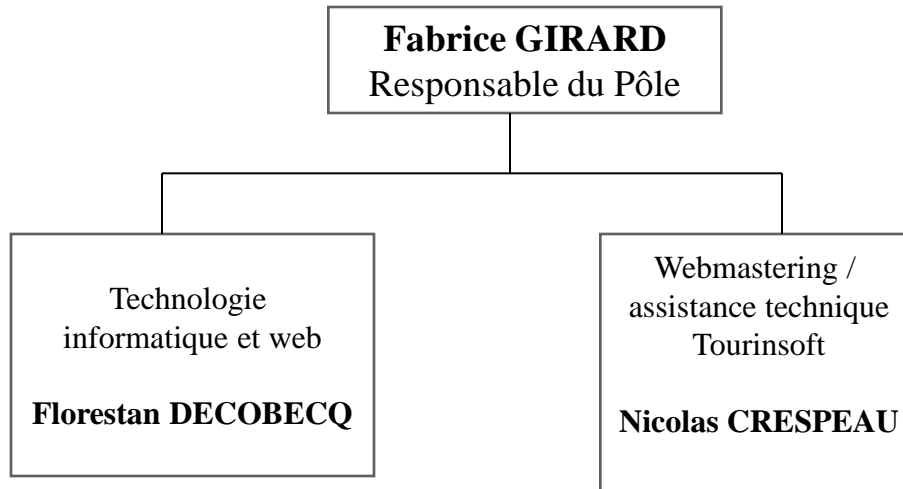 Fabrice GIRARD
Responsable du Pôle
Technologie
informatique et web
Florestan DECOBECQ
Webmastering /
assistance technique
Tourinsoft
Nicolas CRESPEAU